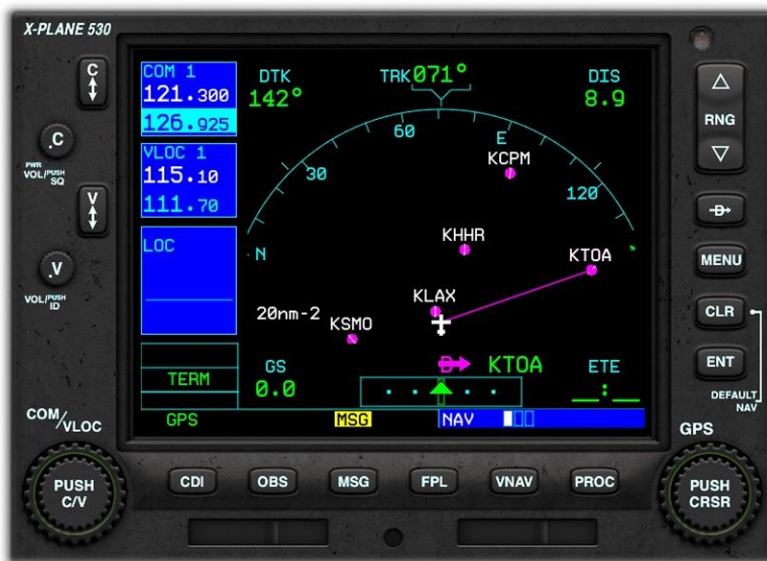 X-PLANE 530
C
COM 1
121.300
126.925
DTK
142°
TRK 071°
DIS
8.9
RNG
.C
PWR
VOL/PUSH
SQ
VLOC 1
115.10
111.70
V
30
60
E
120
N
KCPM
KHHR
KTOA
KLAX
KSMO
20nm-2
LOC
.V
VOL/PUSH
ID
D
MENU
CLR
ENT
DEFAULT
NAV
TERM
GS
0.0
D KTOA
ETE
__:__
GPS
MSG
NAV
COM/VLOC
GPS
PUSH
C/V
CDI
OBS
MSG
FPL
VNAV
PROC
PUSH
CRSR